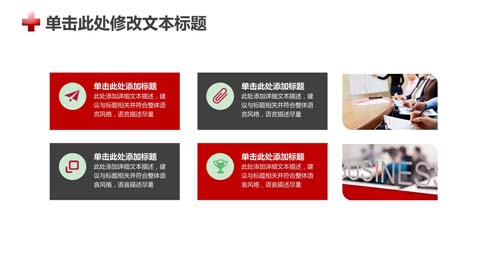 单击此处修改文本标题
单击此处添加标题
此处添加详细文本描述，建
议与标题相关并符合整体语
言风格，语言描述尽量
单击此处添加标题
此处添加详细文本描述，建
议与标题相关并符合整体语
言风格，语言描述尽量
单击此处添加标题
此处添加详细文本描述，建
议与标题相关并符合整体语
言风格，语言描述尽量
单击此处添加标题
此处添加详细文本描述，建
议与标题相关并符合整体语
言风格，语言描述尽量
BUSINES